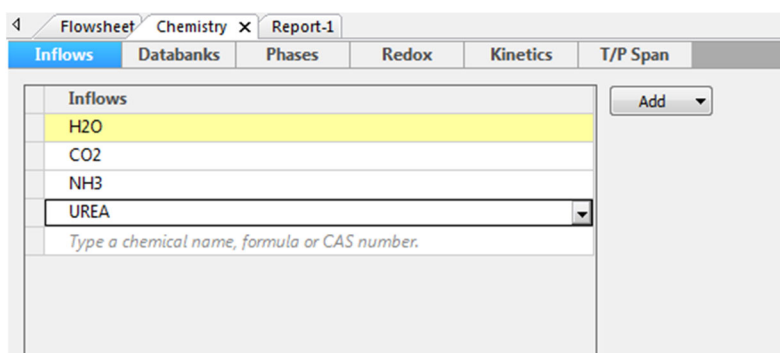 Flowsheet Chemistry X Report-1
Inflows Databanks Phases Redox Kinetics T/P Span
Inflows
Add
H2O
CO2
NH3
UREA
Type a chemical name, formula or CAS number.